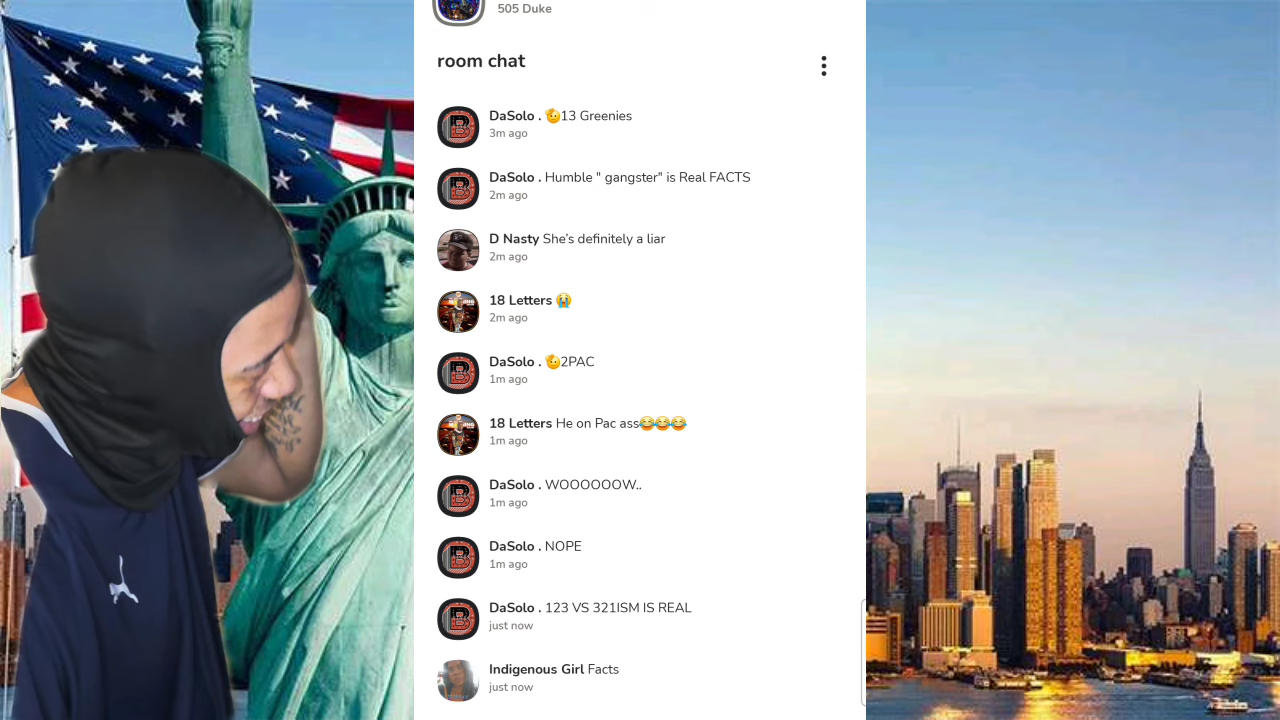 505 Duke
room chat
DaSolo . 🫡13 Greenies
3m ago
DaSolo . Humble " gangster" is Real FACTS
2m ago
D Nasty She's definitely a liar
2m ago
18 Letters 😭
2m ago
DaSolo . 🫡2PAC
1m ago
18 Letters He on Pac ass😂😂😂
1m ago
DaSolo . WOOOOOOW..
1m ago
DaSolo . NOPE
1m ago
DaSolo . 123 VS 321ISM IS REAL
just now
Indigenous Girl Facts
just now